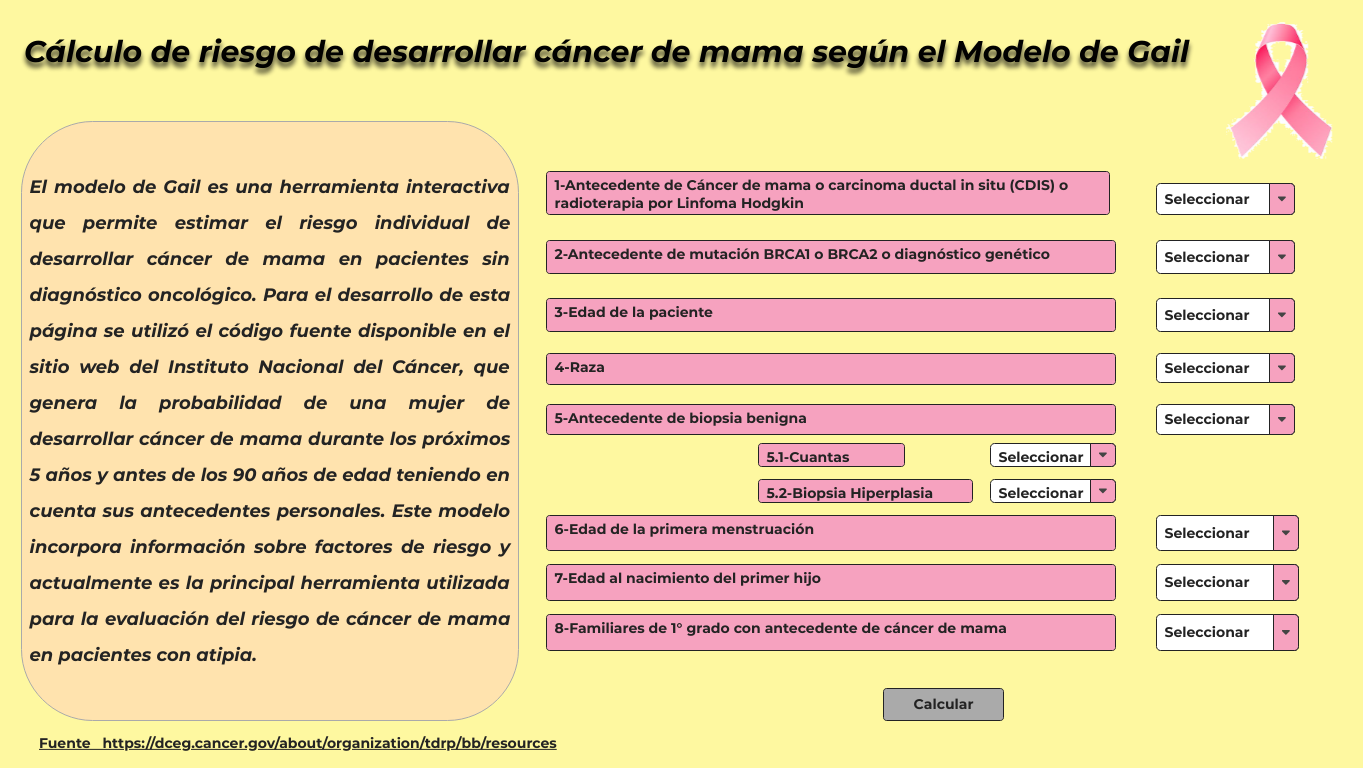 Cálculo de riesgo de desarrollar cáncer de mama según el Modelo de Gail
El modelo de Gail es una herramienta interactiva
que permite estimar el riesgo individual de
desarrollar cáncer de mama en pacientes sin
diagnóstico oncológico. Para el desarrollo de esta
página se utilizó el código fuente disponible en el
sitio web del Instituto Nacional del Cáncer, que
genera la probabilidad de una mujer de
desarrollar cáncer de mama durante los próximos
5 años y antes de los 90 años de edad teniendo en
cuenta sus antecedentes personales. Este modelo
incorpora información sobre factores de riesgo y
actualmente es la principal herramienta utilizada
para la evaluación del riesgo de cáncer de mama
en pacientes con atipia.
1-Antecedente de Cáncer de mama o carcinoma ductal in situ (CDIS) o
radioterapia por Linfoma Hodgkin
Seleccionar
2-Antecedente de mutación BRCA1 o BRCA2 o diagnóstico genético
Seleccionar
3-Edad de la paciente
Seleccionar
4-Raza
Seleccionar
5-Antecedente de biopsia benigna
Seleccionar
5.1-Cuantas
Seleccionar
5.2-Biopsia Hiperplasia
Seleccionar
6-Edad de la primera menstruación
Seleccionar
7-Edad al nacimiento del primer hijo
Seleccionar
8-Familiares de 1° grado con antecedente de cáncer de mama
Seleccionar
Calcular
Fuente https://dceg.cancer.gov/about/organization/tdrp/bb/resources